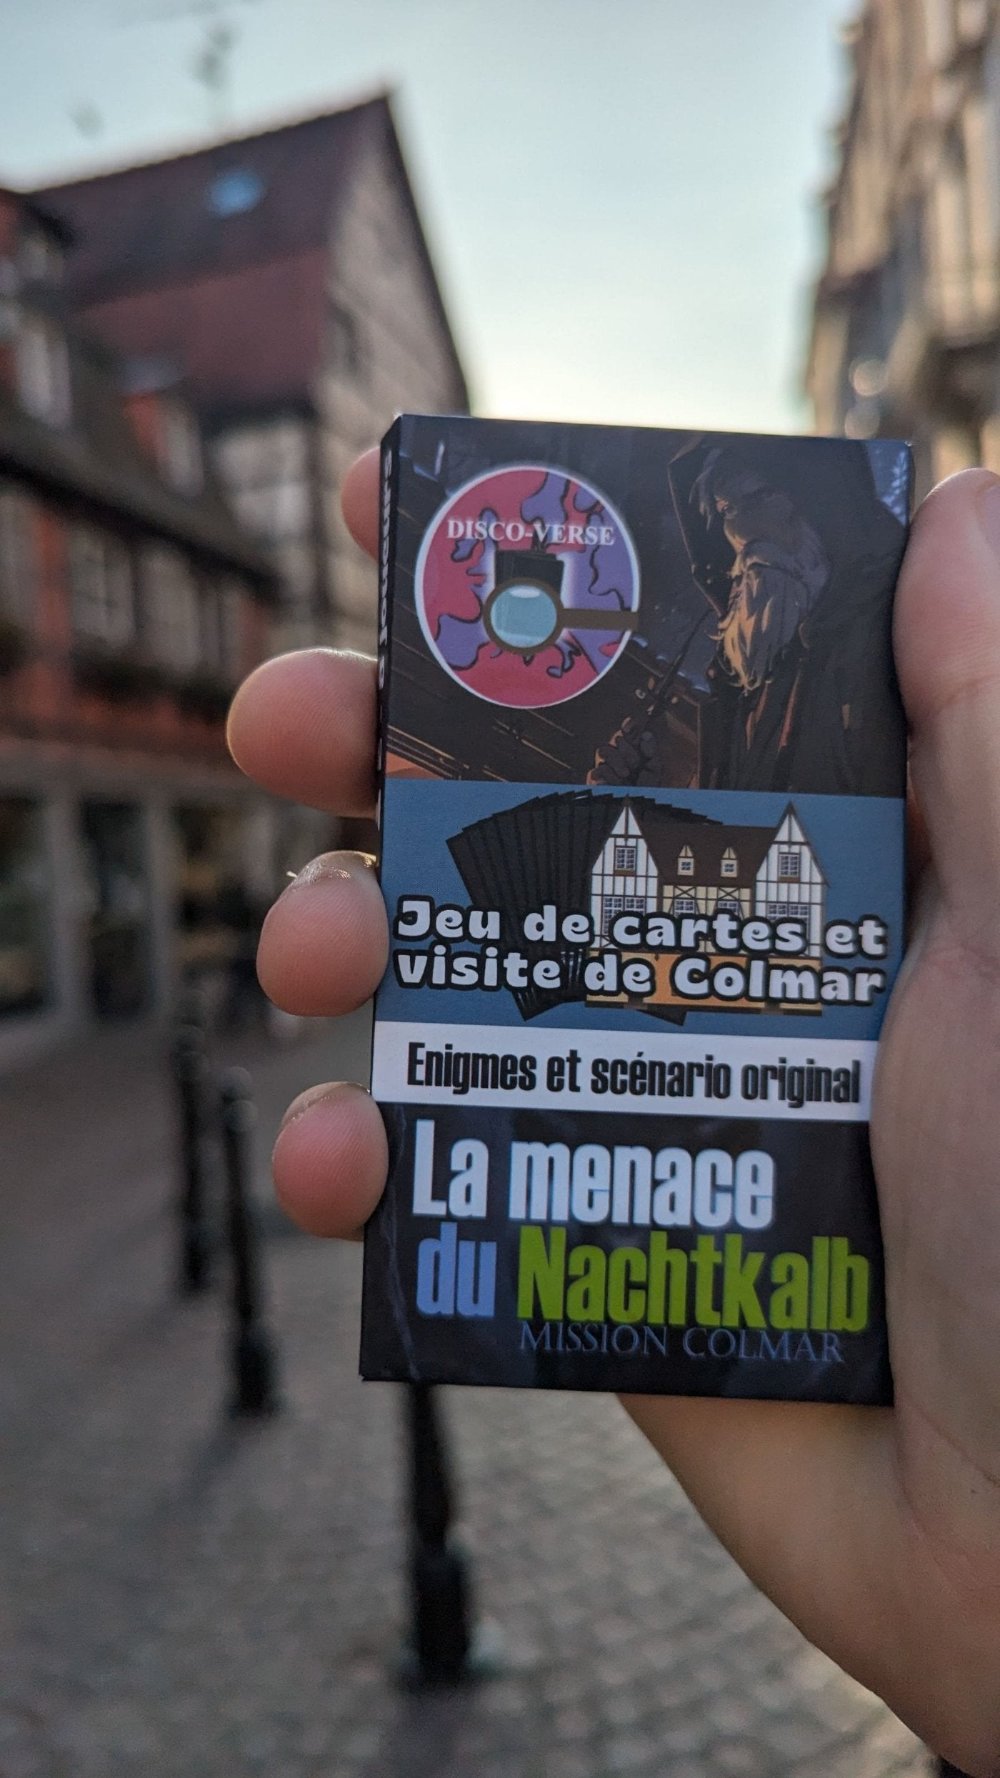 DISCO-VERSE
Jeu de cartes et
visite de Colmar
Enigmes et scénario original
La menace
du Nachtkalb
MISSION COLMAR